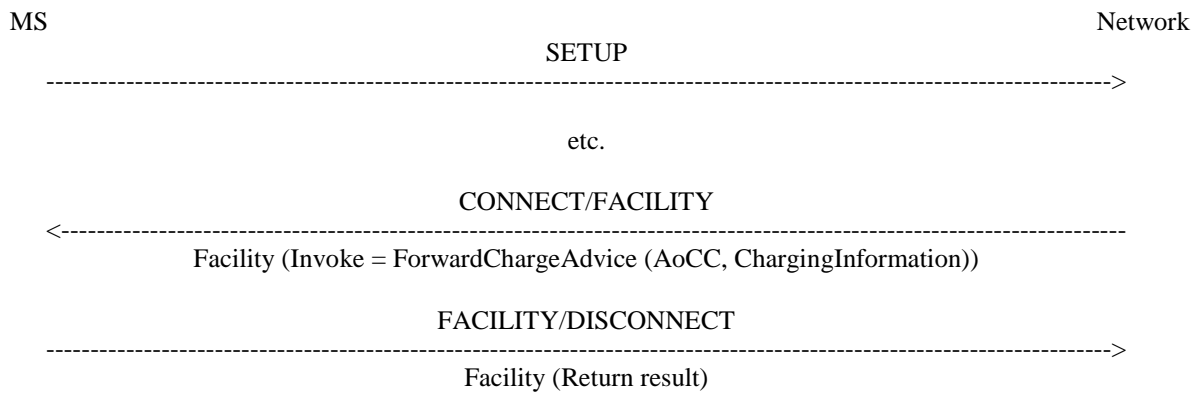 MS Network
SETUP
------------------------------------------------------------------------------------------------------------------------>
etc.
CONNECT/FACILITY
<------------------------------------------------------------------------------------------------------------------------
Facility (Invoke = ForwardChargeAdvice (AoCC, ChargingInformation))
FACILITY/DISCONNECT
------------------------------------------------------------------------------------------------------------------------>
Facility (Return result)